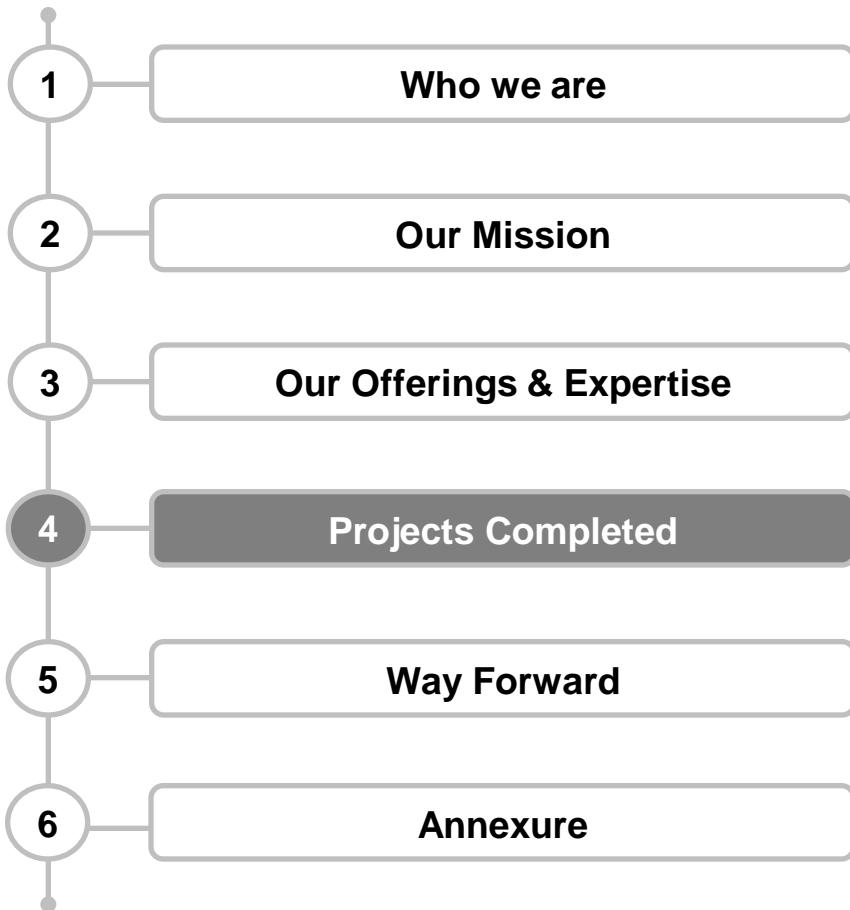 1 Who we are
2 Our Mission
3 Our Offerings & Expertise
4 Projects Completed
5 Way Forward
6 Annexure